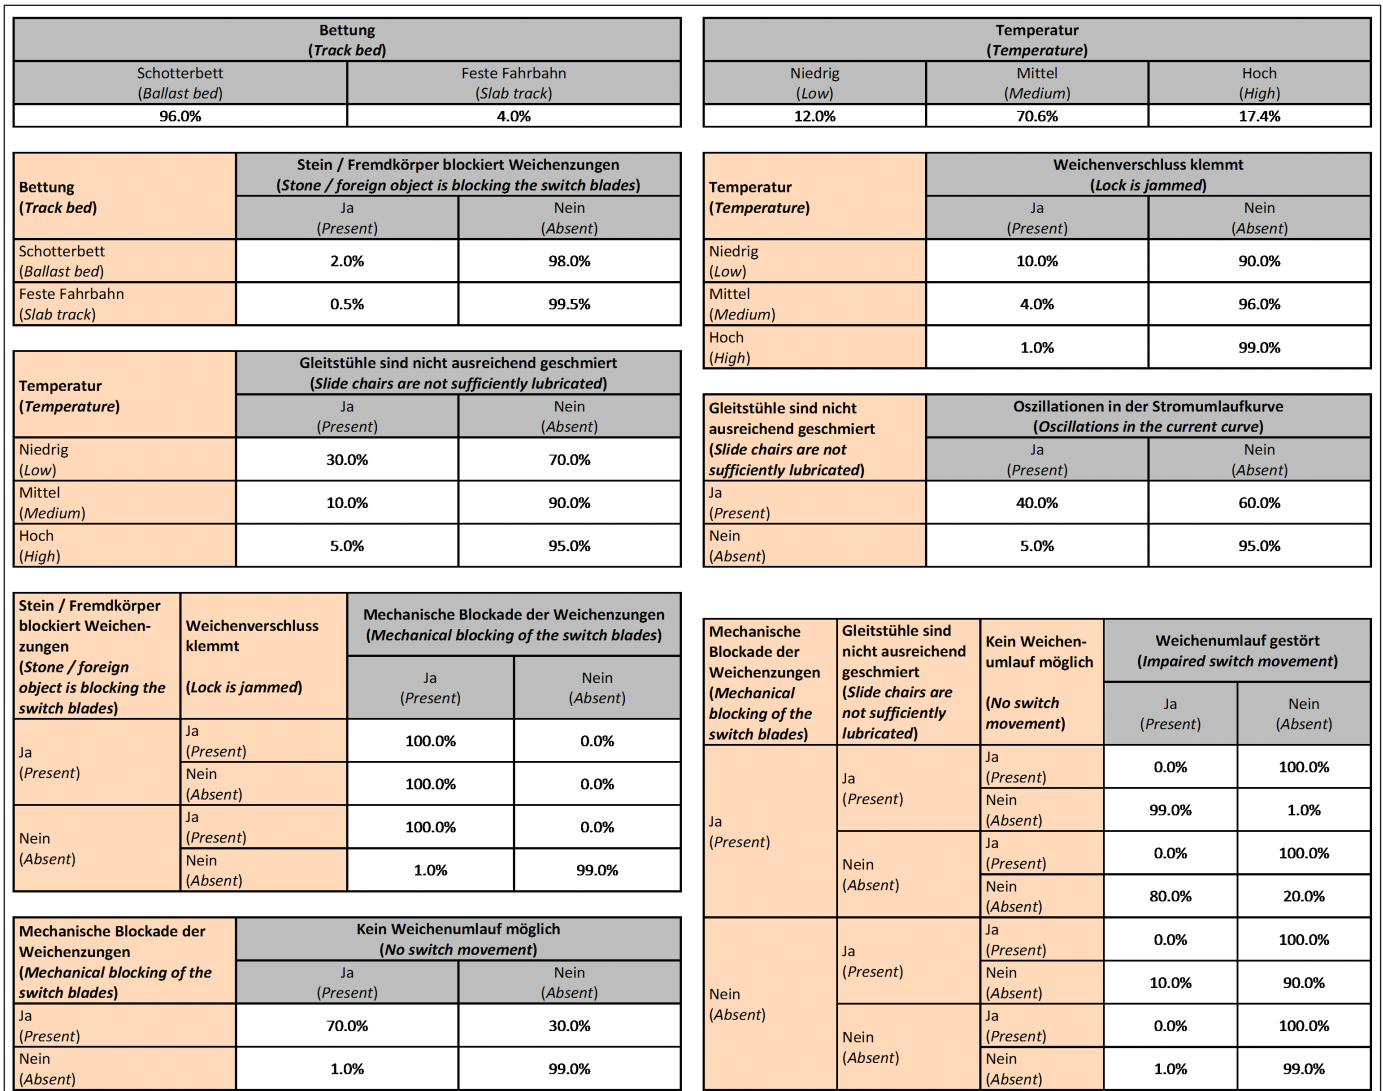 Bettung
(Track bed)
Schotterbett
(Ballast bed)
Feste Fahrbahn
(Slab track)
96.0%
4.0%
Temperatur
(Temperature)
Niedrig
(Low)
Mittel
(Medium)
Hoch
(High)
12.0%
70.6%
17.4%
Bettung
(Track bed)
Stein / Fremdkörper blockiert Weichenzungen
(Stone / foreign object is blocking the switch blades)
Ja
(Present)
Nein
(Absent)
Schotterbett
(Ballast bed)
2.0%
98.0%
Feste Fahrbahn
(Slab track)
0.5%
99.5%
Temperatur
(Temperature)
Weichenverschluss klemmt
(Lock is jammed)
Ja
(Present)
Nein
(Absent)
Niedrig
(Low)
10.0%
90.0%
Mittel
(Medium)
4.0%
96.0%
Hoch
(High)
1.0%
99.0%
Temperatur
(Temperature)
Gleitstühle sind nicht ausreichend geschmiert
(Slide chairs are not sufficiently lubricated)
Ja
(Present)
Nein
(Absent)
Niedrig
(Low)
30.0%
70.0%
Mittel
(Medium)
10.0%
90.0%
Hoch
(High)
5.0%
95.0%
Gleitstühle sind nicht
ausreichend geschmiert
(Slide chairs are not
sufficiently lubricated)
Oszillationen in der Stromumlaufkurve
(Oscillations in the current curve)
Ja
(Present)
Nein
(Absent)
Ja
(Present)
40.0%
60.0%
Nein
(Absent)
5.0%
95.0%
Stein / Fremdkörper
blockiert Weichen-
zungen
(Stone / foreign
object is blocking the
switch blades)
Weichenverschluss
klemmt
(Lock is jammed)
Mechanische Blockade der Weichenzungen
(Mechanical blocking of the switch blades)
Ja
(Present)
Nein
(Absent)
Ja
(Present)
Ja
(Present)
100.0%
0.0%
Nein
(Absent)
100.0%
0.0%
Nein
(Absent)
Ja
(Present)
100.0%
0.0%
Nein
(Absent)
1.0%
99.0%
Mechanische Blockade der
Weichenzungen
(Mechanical blocking of the
switch blades)
Kein Weichenumlauf möglich
(No switch movement)
Ja
(Present)
Nein
(Absent)
Ja
(Present)
70.0%
30.0%
Nein
(Absent)
1.0%
99.0%
Mechanische
Blockade der
Weichenzungen
(Mechanical
blocking of the
switch blades)
Gleitstühle sind
nicht ausreichend
geschmiert
(Slide chairs are
not sufficiently
lubricated)
Kein Weichen-
umlauf möglich
(No switch
movement)
Weichenumlauf gestört
(Impaired switch movement)
Ja
(Present)
Nein
(Absent)
Ja
(Present)
Ja
(Present)
Ja
(Present)
0.0%
100.0%
Nein
(Absent)
99.0%
1.0%
Nein
(Absent)
Ja
(Present)
0.0%
100.0%
Nein
(Absent)
80.0%
20.0%
Nein
(Absent)
Ja
(Present)
Ja
(Present)
0.0%
100.0%
Nein
(Absent)
10.0%
90.0%
Nein
(Absent)
Ja
(Present)
0.0%
100.0%
Nein
(Absent)
1.0%
99.0%